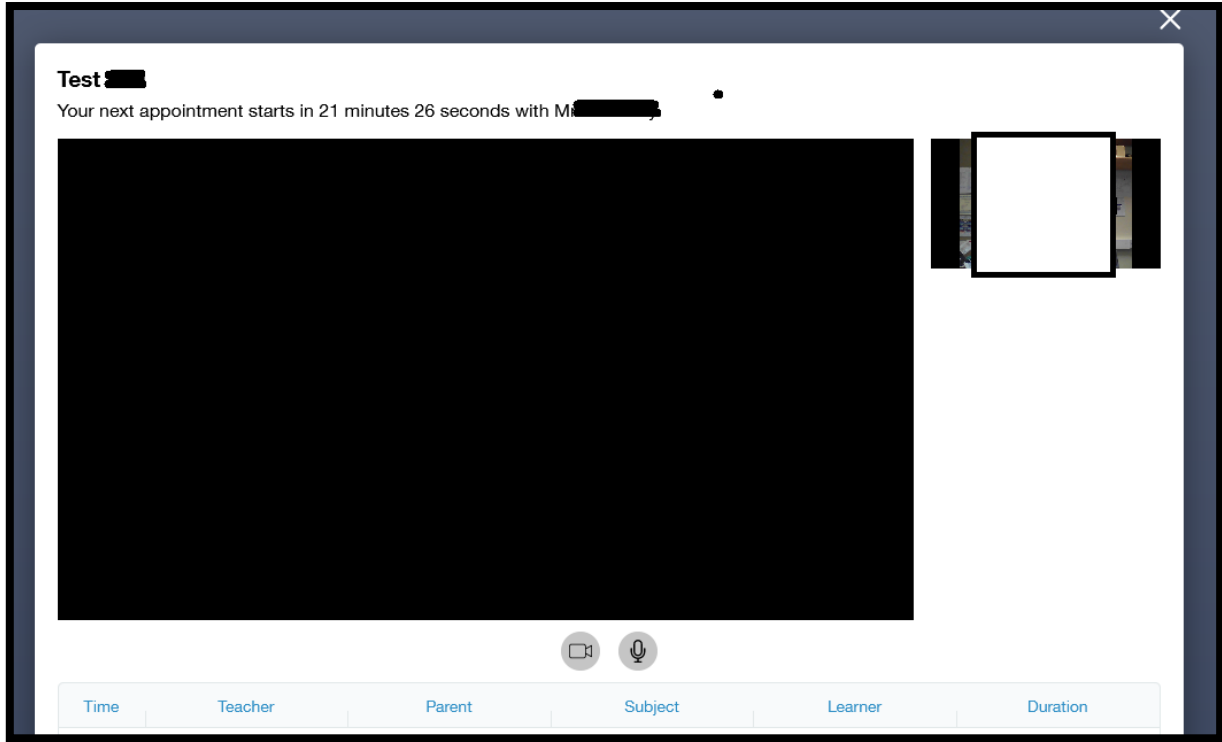 Test
Your next appointment starts in 21 minutes 26 seconds with
Time Teacher Parent Subject Learner Duration